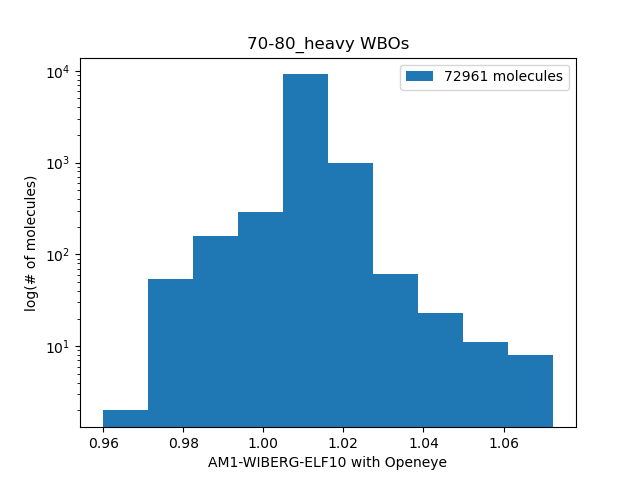 70-80_heavy WBOs
72961 molecules
log(# of molecules)
10⁴
10³
10²
10¹
0.96 0.98 1.00 1.02 1.04 1.06
AM1-WIBERG-ELF10 with Openeye